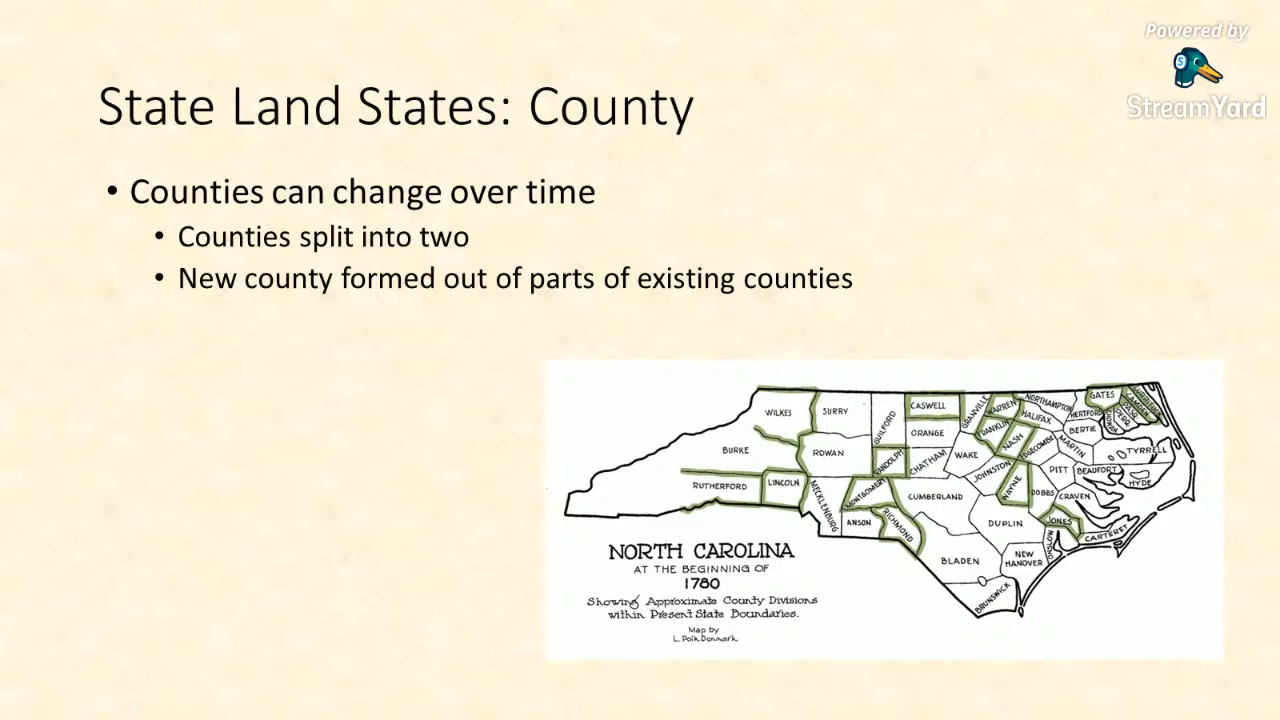 Powered by
StreamYard
State Land States: County
• Counties can change over time
• Counties split into two
• New county formed out of parts of existing counties
WILKES
SURRY
GUILFORD
CASWELL
GRANVILLE
WARREN
NORTHAMPTON
HERTFORD
GATES
CAMDEN
HALIFAX
FRANKLIN
ORANGE
NASH
EDGECOMBE
MARTIN
BERTIE
TYRRELL
BURKE
ROWAN
RANDOLPH
CHATHAM
WAKE
JOHNSTON
PITT
BEAUFORT
HYDE
RUTHERFORD
LINCOLN
MECKLENBURG
MONTGOMERY
CUMBERLAND
WAYNE
DOBBS
CRAVEN
ANSON
RICHMOND
DUPLIN
JONES
ONSLOW
CARTERET
BLADEN
NEW
HANOVER
BRUNSWICK
NORTH CAROLINA
AT THE BEGINNING OF
1780
Showing Approximate County Divisions
within Present State Boundaries.
Map by
L. Polk Denmark.